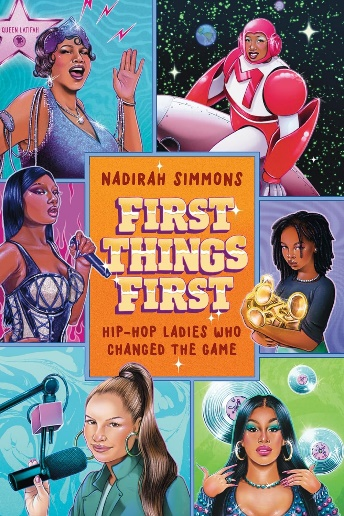 QUEEN LATIFAH
NADIRAH SIMMONS
FIRST
THINGS
FIRST
HIP-HOP LADIES WHO
CHANGED THE GAME